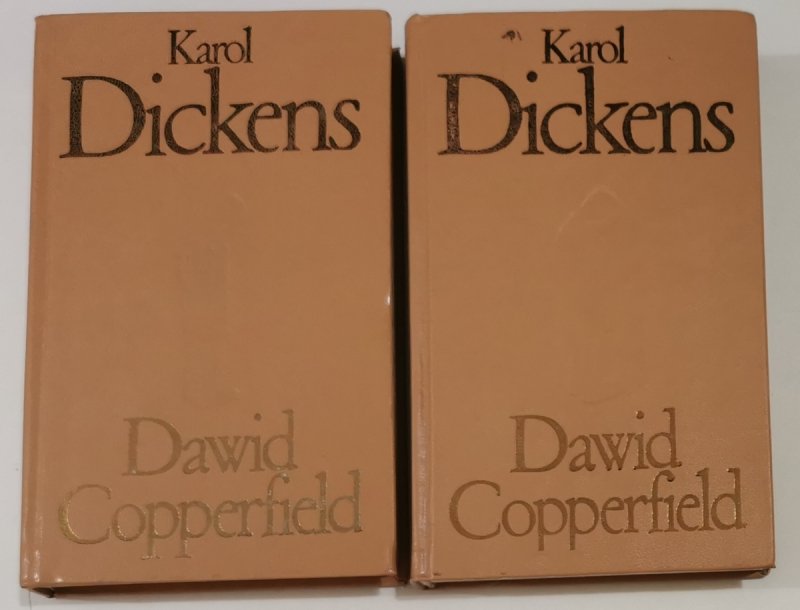 Karol
Dickens
Dawid
Copperfield
Karol
Dickens
Dawid
Copperfield